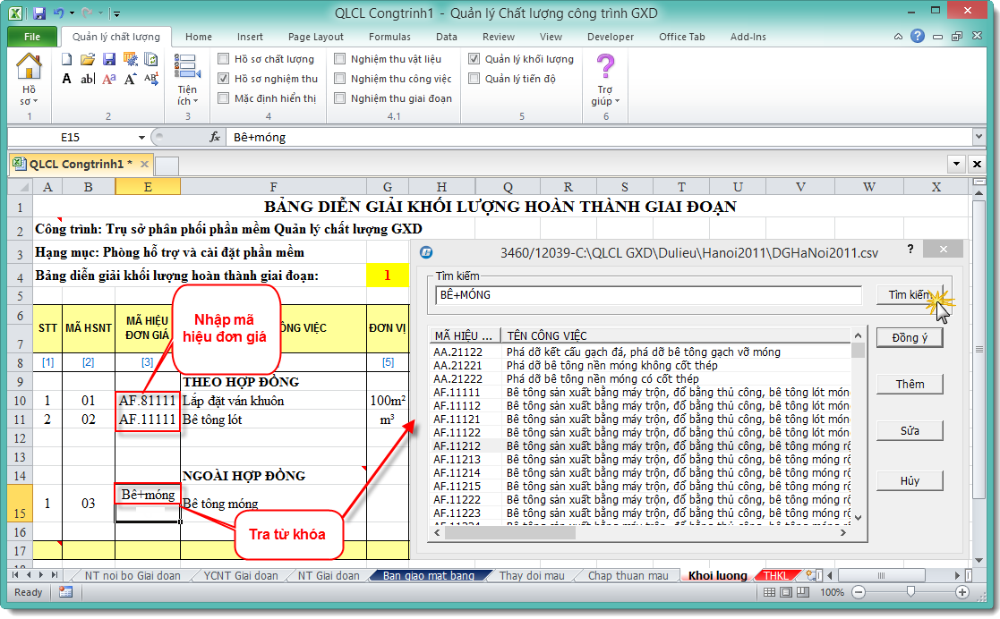 QLCL Congtrinh1 - Quản lý Chất lượng công trình GXD
File Quản lý chất lượng Home Insert Page Layout Formulas Data Review View Developer Office Tab Add-Ins
Hồ sơ
1
A ab| Aa A AB¹
2
Tiện ích
3
Hồ sơ chất lượng
Hồ sơ nghiệm thu
Mặc định hiển thị
4
Nghiệm thu vật liệu
Nghiệm thu công việc
Nghiệm thu giai đoạn
4.1
Quản lý khối lượng
Quản lý tiến độ
5
?
Trợ giúp
6
E15 fx Bê+móng
QLCL Congtrinh1 *
A B E F G H Q R S T U V W X
1 BẢNG DIỄN GIẢI KHỐI LƯỢNG HOÀN THÀNH GIAI ĐOẠN
2 Công trình: Trụ sở phân phối phần mềm Quản lý chất lượng GXD
3 Hạng mục: Phòng hỗ trợ và cài đặt phần mềm
4 Bảng diễn giải khối lượng hoàn thành giai đoạn: 1
5
6
7
STT MÃ HSNT MÃ HIỆU ĐƠN GIÁ ÔNG VIỆC ĐƠN VỊ
8 [1] [2] [3] [5]
9 THEO HỢP ĐỒNG
10 1 01 AF.81111 Lắp đặt ván khuôn 100m²
11 2 02 AF.11111 Bê tông lót m³
12
13
14 NGOÀI HỢP ĐỒNG
15 1 03 Bê+móng Bê tông móng
16
17
18
Nhập mã hiệu đơn giá
Tra từ khóa
3460/12039-C:\QLCL GXD\Dulieu\Hanoi2011\DGHaNoi2011.csv ?
Tìm kiếm
BÊ+MÓNG
Tìm kiếm
MÃ HIỆU ... TÊN CÔNG VIỆC
AA.21122 Phá dỡ kết cấu gạch đá, phá dỡ bê tông gạch vỡ móng
AA.21221 Phá dỡ bê tông nền móng không cốt thép
AA.21222 Phá dỡ bê tông nền móng có cốt thép
AF.11111 Bê tông sản xuất bằng máy trộn, đổ bằng thủ công, bê tông lót món
AF.11112 Bê tông sản xuất bằng máy trộn, đổ bằng thủ công, bê tông lót món
AF.11121 Bê tông sản xuất bằng máy trộn, đổ bằng thủ công, bê tông lót món
AF.11122 Bê tông sản xuất bằng máy trộn, đổ bằng thủ công, bê tông lót món
AF.11212 Bê tông sản xuất bằng máy trộn, đổ bằng thủ công, bê tông móng rộ
AF.11213 Bê tông sản xuất bằng máy trộn, đổ bằng thủ công, bê tông móng rộ
AF.11214 Bê tông sản xuất bằng máy trộn, đổ bằng thủ công, bê tông móng rộ
AF.11215 Bê tông sản xuất bằng máy trộn, đổ bằng thủ công, bê tông móng rộ
AF.11222 Bê tông sản xuất bằng máy trộn, đổ bằng thủ công, bê tông móng rộ
AF.11223 Bê tông sản xuất bằng máy trộn, đổ bằng thủ công, bê tông móng rộ
Đồng ý
Thêm
Sửa
Hủy
NT noi bo Giai doan YCNT Giai doan NT Giai doan Ban giao mat bang Thay doi mau Chap thuan mau Khoi luong THKL
Ready 100%